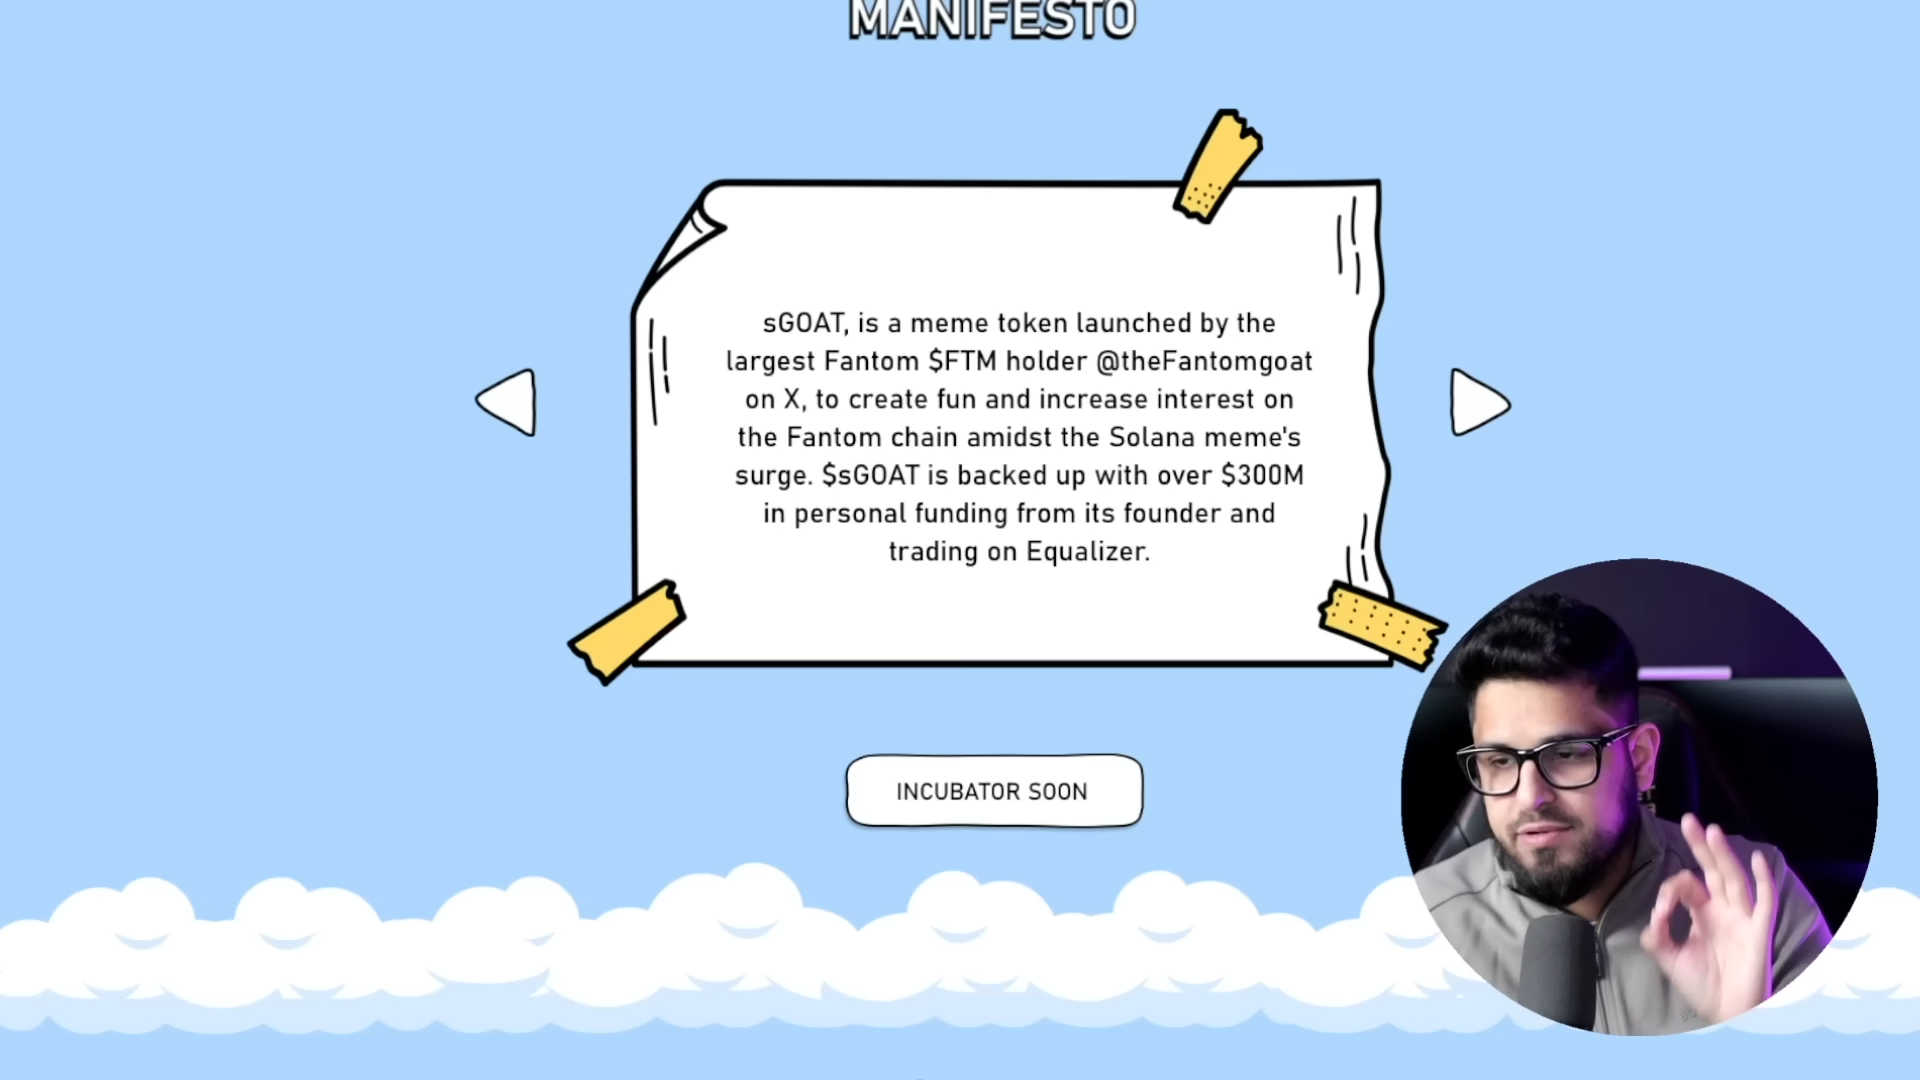 MANIFESTO
sGOAT, is a meme token launched by the
largest Fantom $FTM holder @theFantomgoat
on X, to create fun and increase interest on
the Fantom chain amidst the Solana meme's
surge. $sGOAT is backed up with over $300M
in personal funding from its founder and
trading on Equalizer.
INCUBATOR SOON